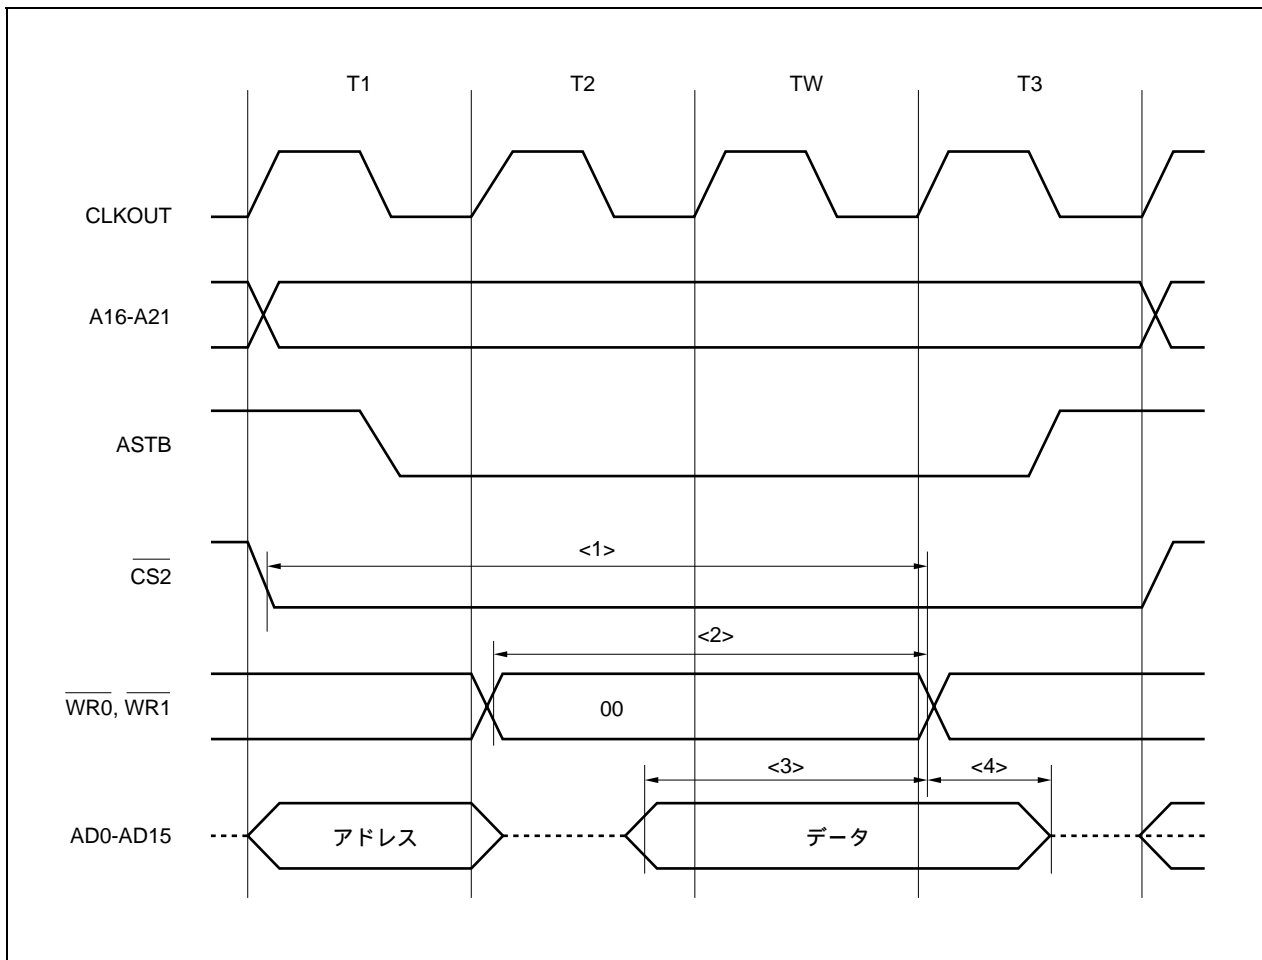 T1 T2 TW T3
CLKOUT
A16-A21
ASTB
<1>
CS2
<2>
WR0, WR1
00
<3> <4>
AD0-AD15
アドレス
データ